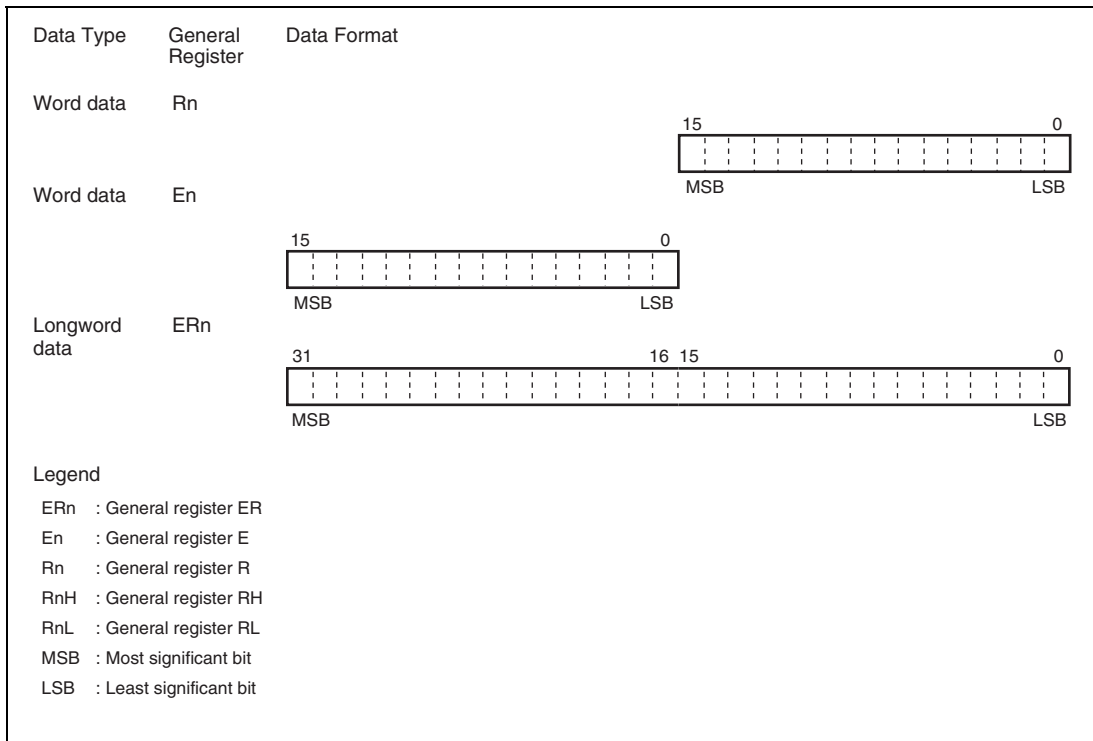 Data Type General Register Data Format
Word data Rn
15 0
MSB LSB
Word data En
15 0
MSB LSB
Longword data ERn
31 16 15 0
MSB LSB
Legend
ERn : General register ER
En : General register E
Rn : General register R
RnH : General register RH
RnL : General register RL
MSB : Most significant bit
LSB : Least significant bit